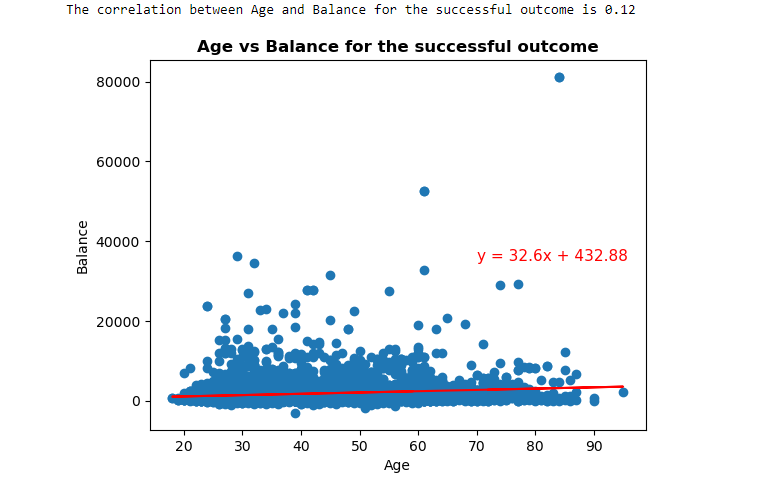 The correlation between Age and Balance for the successful outcome is 0.12
Age vs Balance for the successful outcome
80000
60000
40000
20000
0
Balance
y = 32.6x + 432.88
20 30 40 50 60 70 80 90
Age